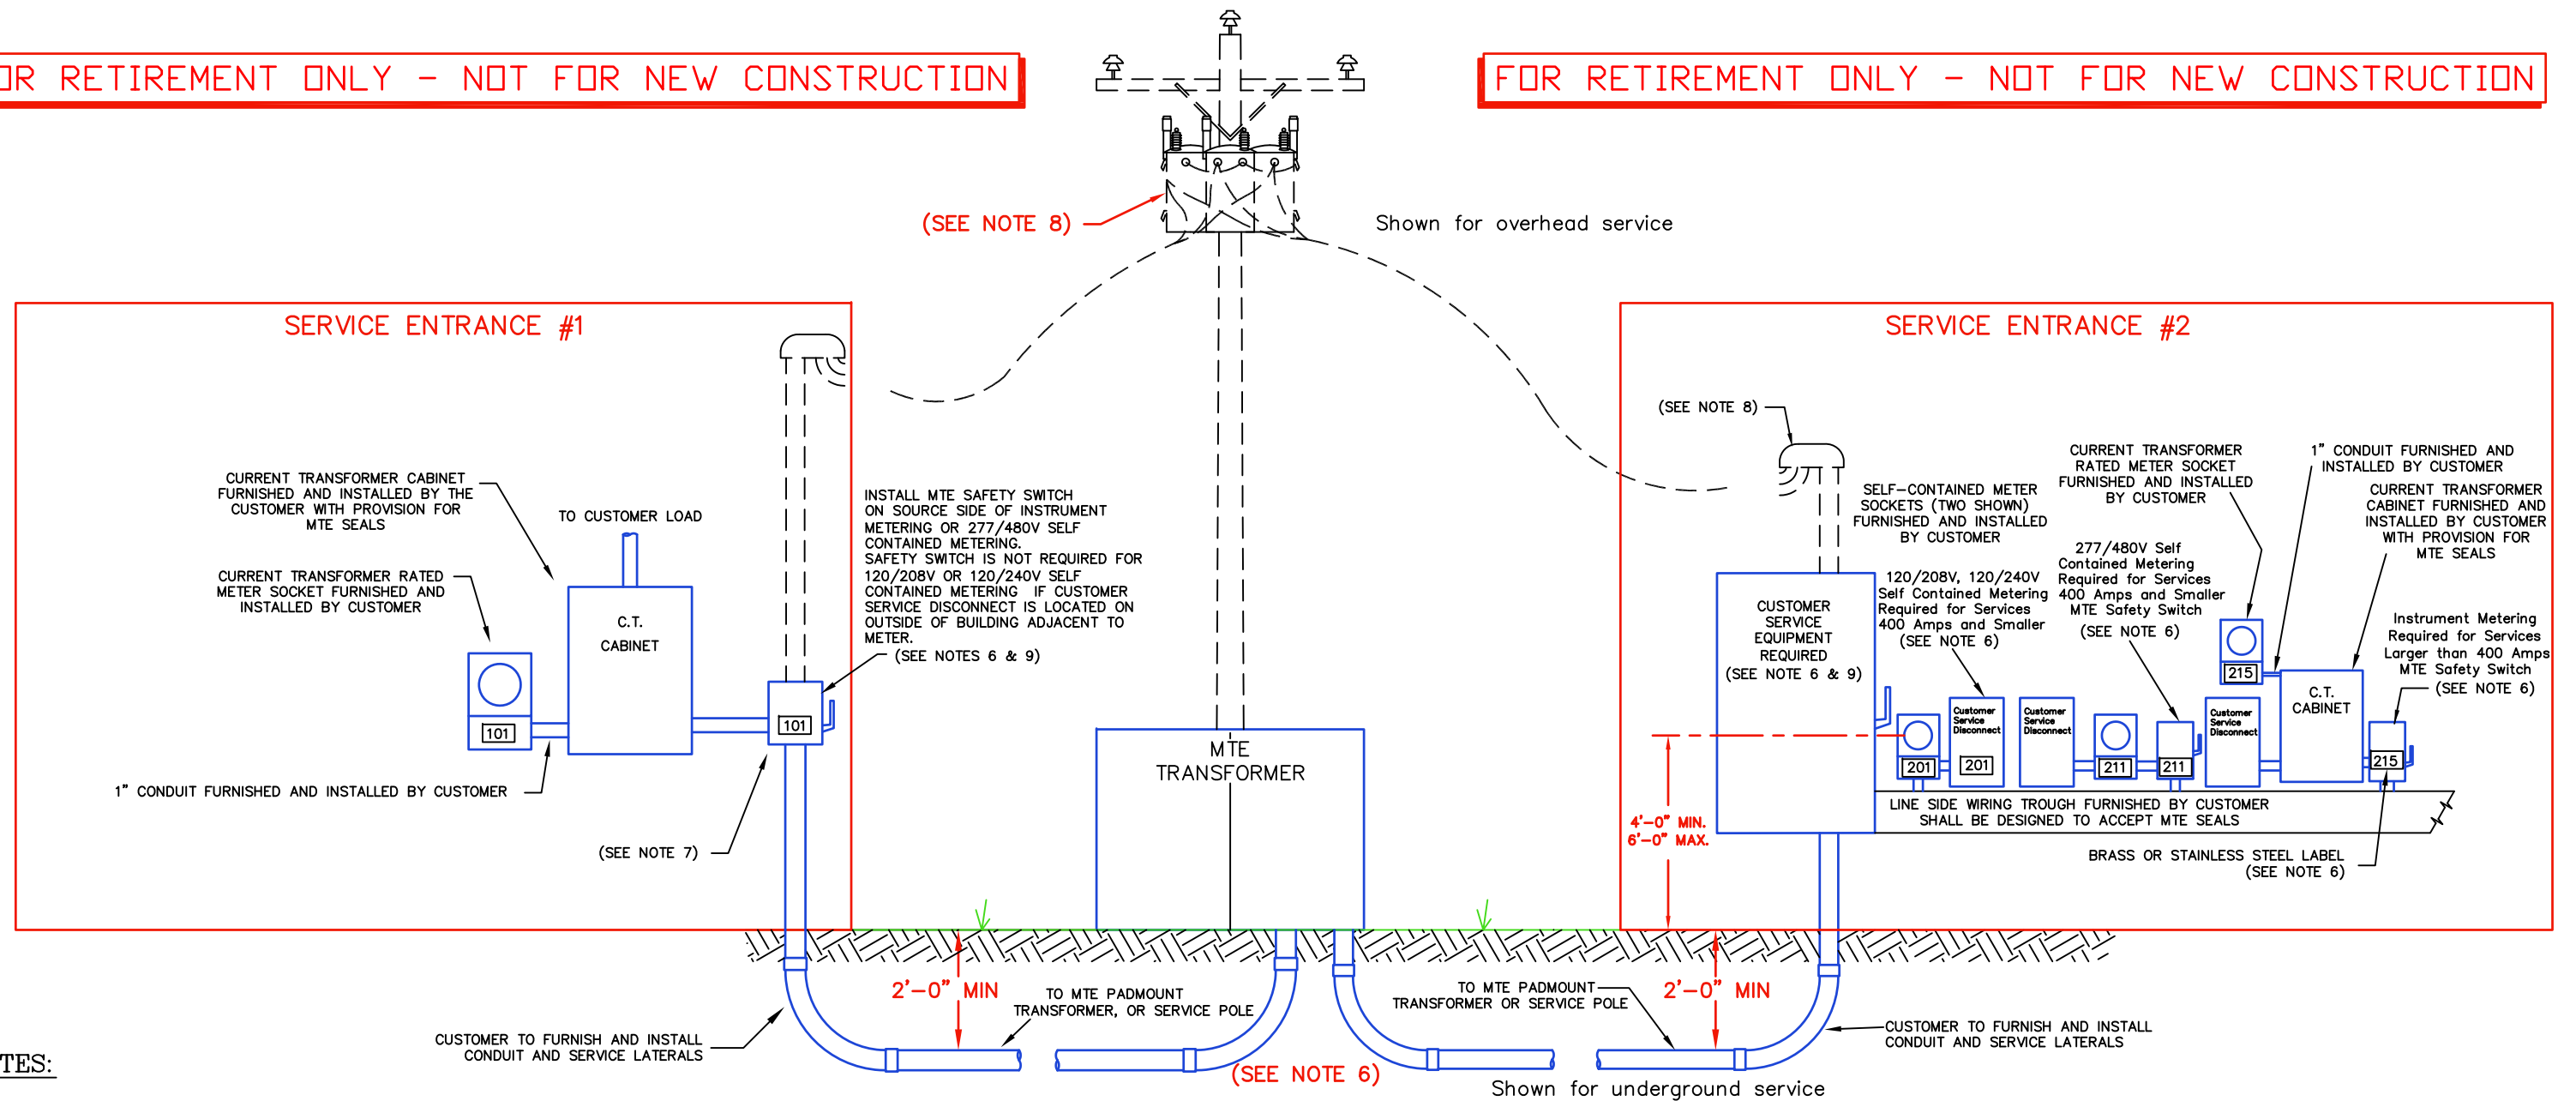 OR RETIREMENT ONLY - NOT FOR NEW CONSTRUCTION
FOR RETIREMENT ONLY - NOT FOR NEW CONSTRUCTION
(SEE NOTE 8)
Shown for overhead service
SERVICE ENTRANCE #1
CURRENT TRANSFORMER CABINET
FURNISHED AND INSTALLED BY THE
CUSTOMER WITH PROVISION FOR
MTE SEALS
TO CUSTOMER LOAD
CURRENT TRANSFORMER RATED
METER SOCKET FURNISHED AND
INSTALLED BY CUSTOMER
C.T.
CABINET
101
101
1" CONDUIT FURNISHED AND INSTALLED BY CUSTOMER
(SEE NOTE 7)
INSTALL MTE SAFETY SWITCH
ON SOURCE SIDE OF INSTRUMENT
METERING OR 277/480V SELF
CONTAINED METERING.
SAFETY SWITCH IS NOT REQUIRED FOR
120/208V OR 120/240V SELF
CONTAINED METERING IF CUSTOMER
SERVICE DISCONNECT IS LOCATED ON
OUTSIDE OF BUILDING ADJACENT TO
METER.
(SEE NOTES 6 & 9)
MTE
TRANSFORMER
SERVICE ENTRANCE #2
(SEE NOTE 8)
CUSTOMER
SERVICE
EQUIPMENT
REQUIRED
(SEE NOTE 6 & 9)
SELF-CONTAINED METER
SOCKETS (TWO SHOWN)
FURNISHED AND INSTALLED
BY CUSTOMER
120/208V, 120/240V
Self Contained Metering
Required for Services
400 Amps and Smaller
(SEE NOTE 6)
277/480V Self
Contained Metering
Required for Services
400 Amps and Smaller
MTE Safety Switch
(SEE NOTE 6)
CURRENT TRANSFORMER
RATED METER SOCKET
FURNISHED AND INSTALLED
BY CUSTOMER
1" CONDUIT FURNISHED AND
INSTALLED BY CUSTOMER
CURRENT TRANSFORMER
CABINET FURNISHED AND
INSTALLED BY CUSTOMER
WITH PROVISION FOR
MTE SEALS
Instrument Metering
Required for Services
Larger than 400 Amps
MTE Safety Switch
(SEE NOTE 6)
201
Customer
Service
Disconnect
201
Customer
Service
Disconnect
211
211
Customer
Service
Disconnect
215
C.T.
CABINET
215
LINE SIDE WIRING TROUGH FURNISHED BY CUSTOMER
SHALL BE DESIGNED TO ACCEPT MTE SEALS
4'-0" MIN.
6'-0" MAX.
BRASS OR STAINLESS STEEL LABEL
(SEE NOTE 6)
2'-0" MIN
TO MTE PADMOUNT
TRANSFORMER, OR SERVICE POLE
CUSTOMER TO FURNISH AND INSTALL
CONDUIT AND SERVICE LATERALS
(SEE NOTE 6)
TO MTE PADMOUNT
TRANSFORMER OR SERVICE POLE
2'-0" MIN
CUSTOMER TO FURNISH AND INSTALL
CONDUIT AND SERVICE LATERALS
Shown for underground service
TES: